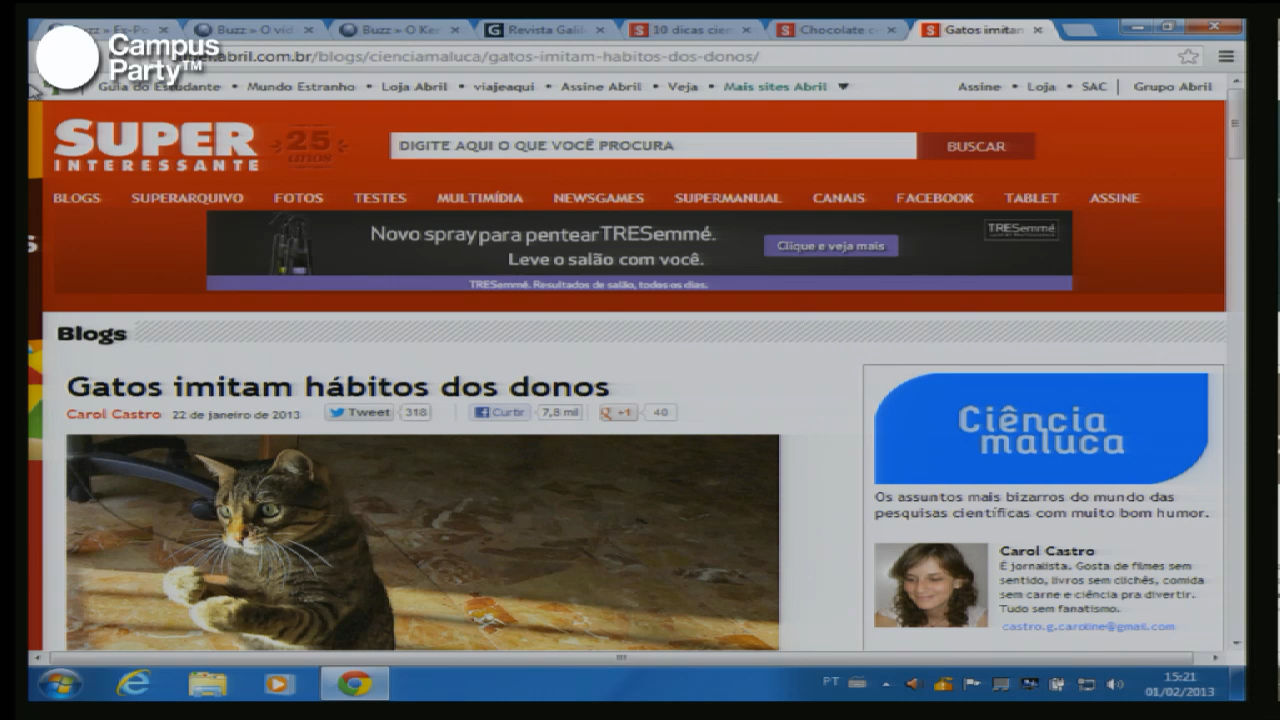 Campus
Party™
Buzz » O vid
Buzz » O Ker
Revista Gali
10 dicas cien
Chocolate c
Gatos imitam
abril.com.br/blogs/cienciamaluca/gatos-imitam-habitos-dos-donos/
Guia do Estudante • Mundo Estranho • Loja Abril • viajeaqui • Assine Abril • Veja • Mais sites Abril
Assine • Loja • SAC | Grupo Abril
SUPER
INTERESSANTE
25
DIGITE AQUI O QUE VOCÊ PROCURA
BUSCAR
BLOGS SUPERARQUIVO FOTOS TESTES MULTIMÍDIA NEWSGAMES SUPERMANUAL CANAIS FACEBOOK TABLET ASSINE
Novo spray para pentear TRESemmé.
Leve o salão com você.
Clique e veja mais
TRESemmé
TRESemmé. Resultados de salão, todos os dias.
Blogs
Gatos imitam hábitos dos donos
Carol Castro 22 de janeiro de 2013
Tweet 318
Curtir 7,8 mil
+1 40
Ciência
maluca
Os assuntos mais bizarros do mundo das
pesquisas científicas com muito bom humor.
Carol Castro
É jornalista. Gosta de filmes sem
sentido, livros sem clichês, comida
sem carne e ciência pra divertir.
Tudo sem fanatismo.
castro.g.caroline@gmail.com
PT
15:21
01/02/2013